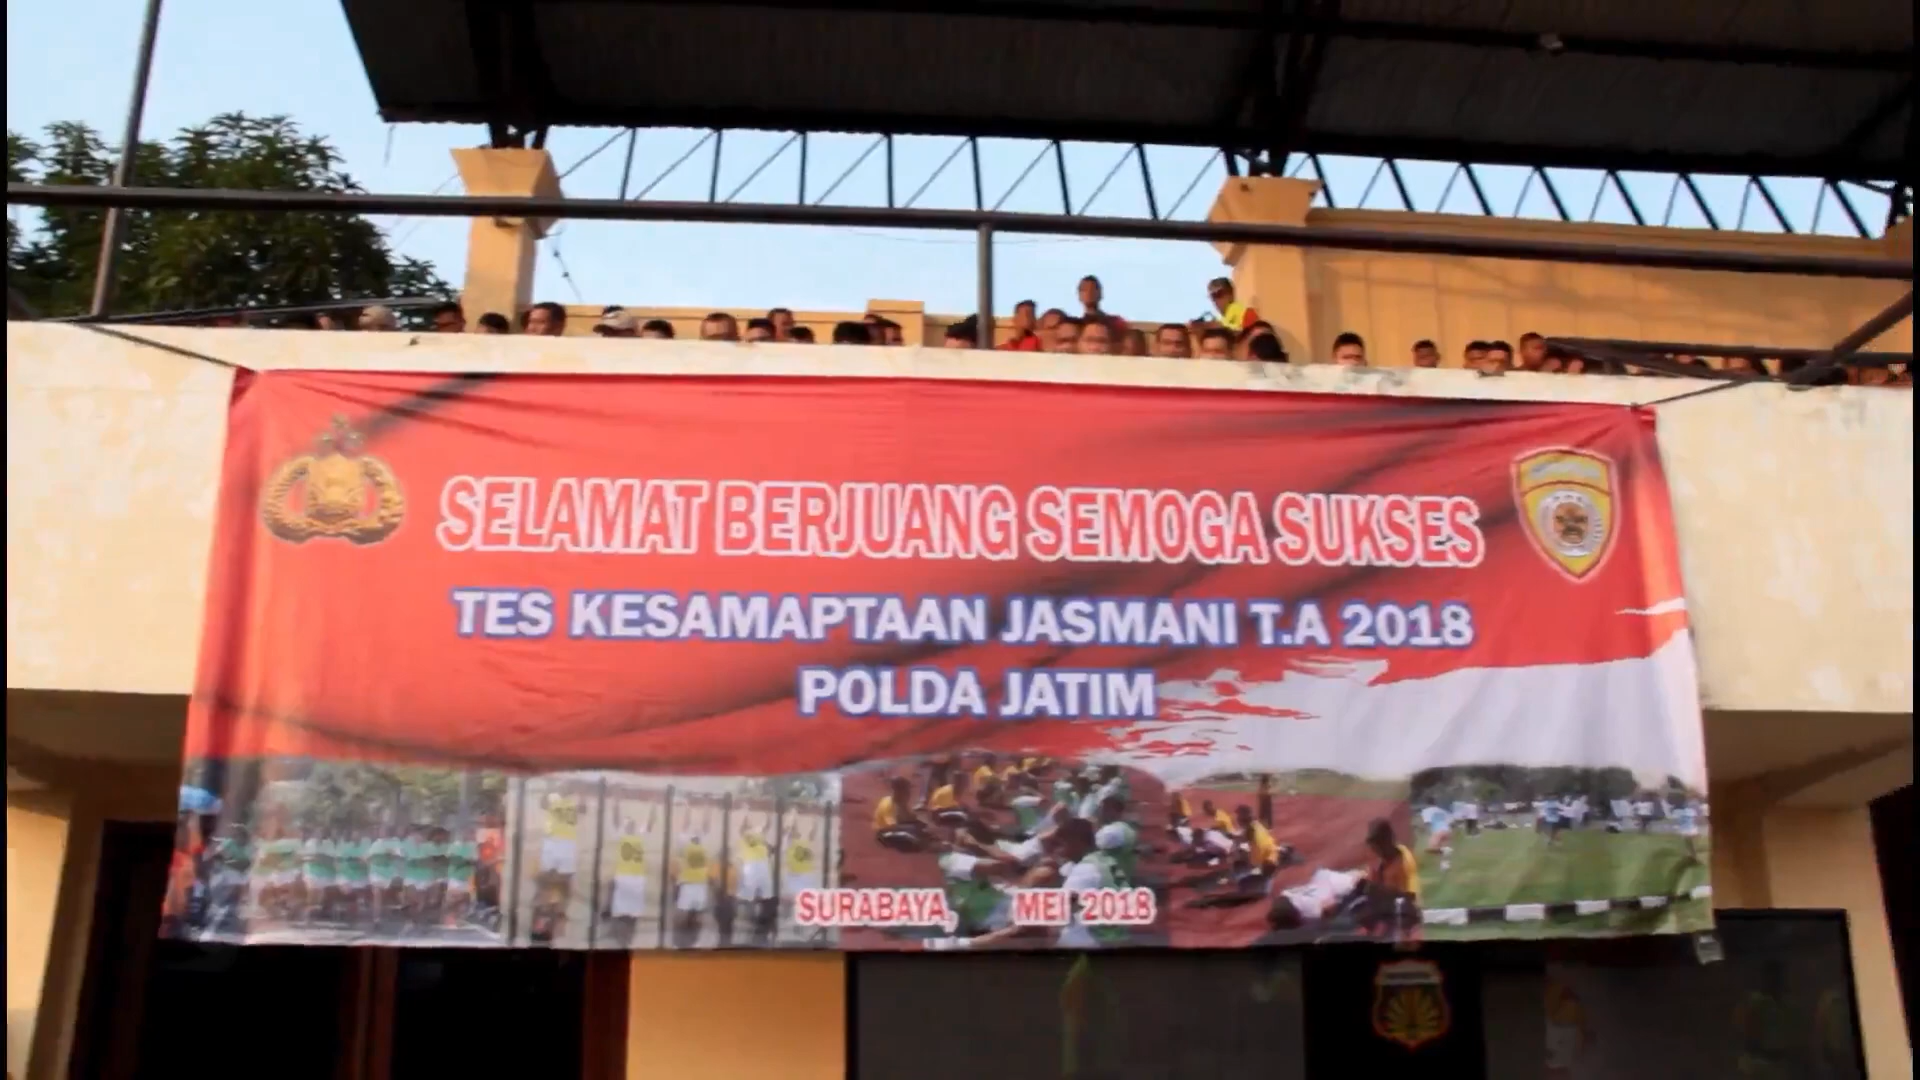 SELAMAT BERJUANG SEMOGA SUKSES
TES KESAMAPTAAN JASMANI T.A 2018
POLDA JATIM
SURABAYA, MEI 2018